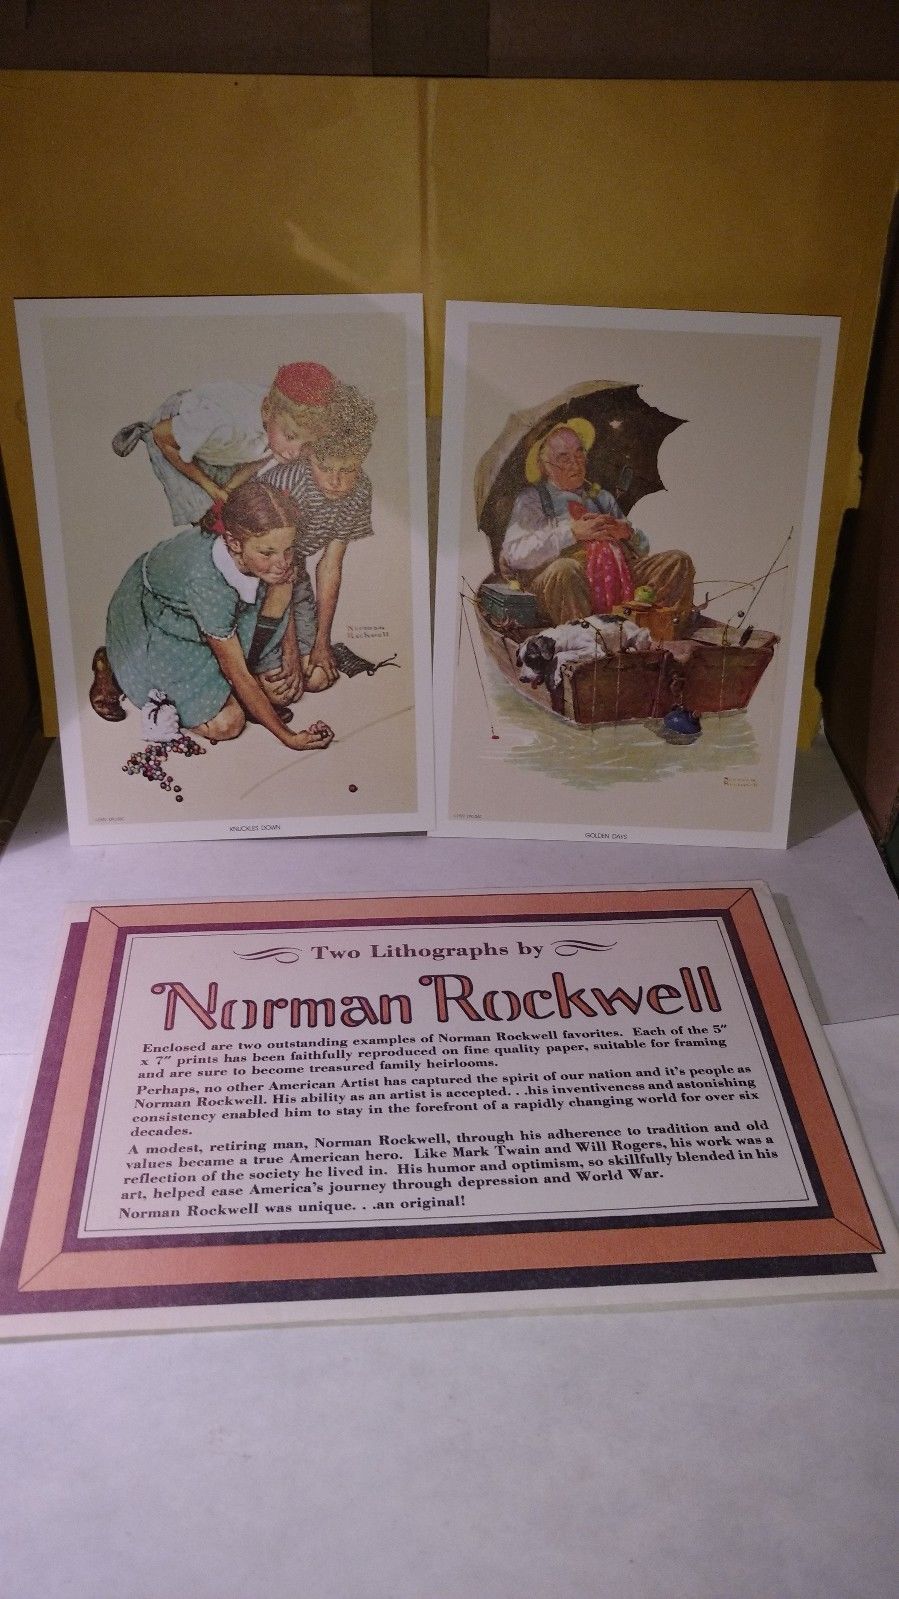 Norman
Rockwell
KNUCKLES DOWN
GOLDEN DAYS
Two Lithographs by
Norman Rockwell
Enclosed are two outstanding examples of Norman Rockwell favorites. Each of the 5"
x 7" prints has been faithfully reproduced on fine quality paper, suitable for framing
and are sure to become treasured family heirlooms.
Perhaps, no other American Artist has captured the spirit of our nation and it's people as
Norman Rockwell. His ability as an artist is accepted. . .his inventiveness and astonishing
consistency enabled him to stay in the forefront of a rapidly changing world for over six
decades.
A modest, retiring man, Norman Rockwell, through his adherence to tradition and old
values became a true American hero. Like Mark Twain and Will Rogers, his work was a
reflection of the society he lived in. His humor and optimism, so skillfully blended in his
art, helped ease America's journey through depression and World War.
Norman Rockwell was unique. . .an original!